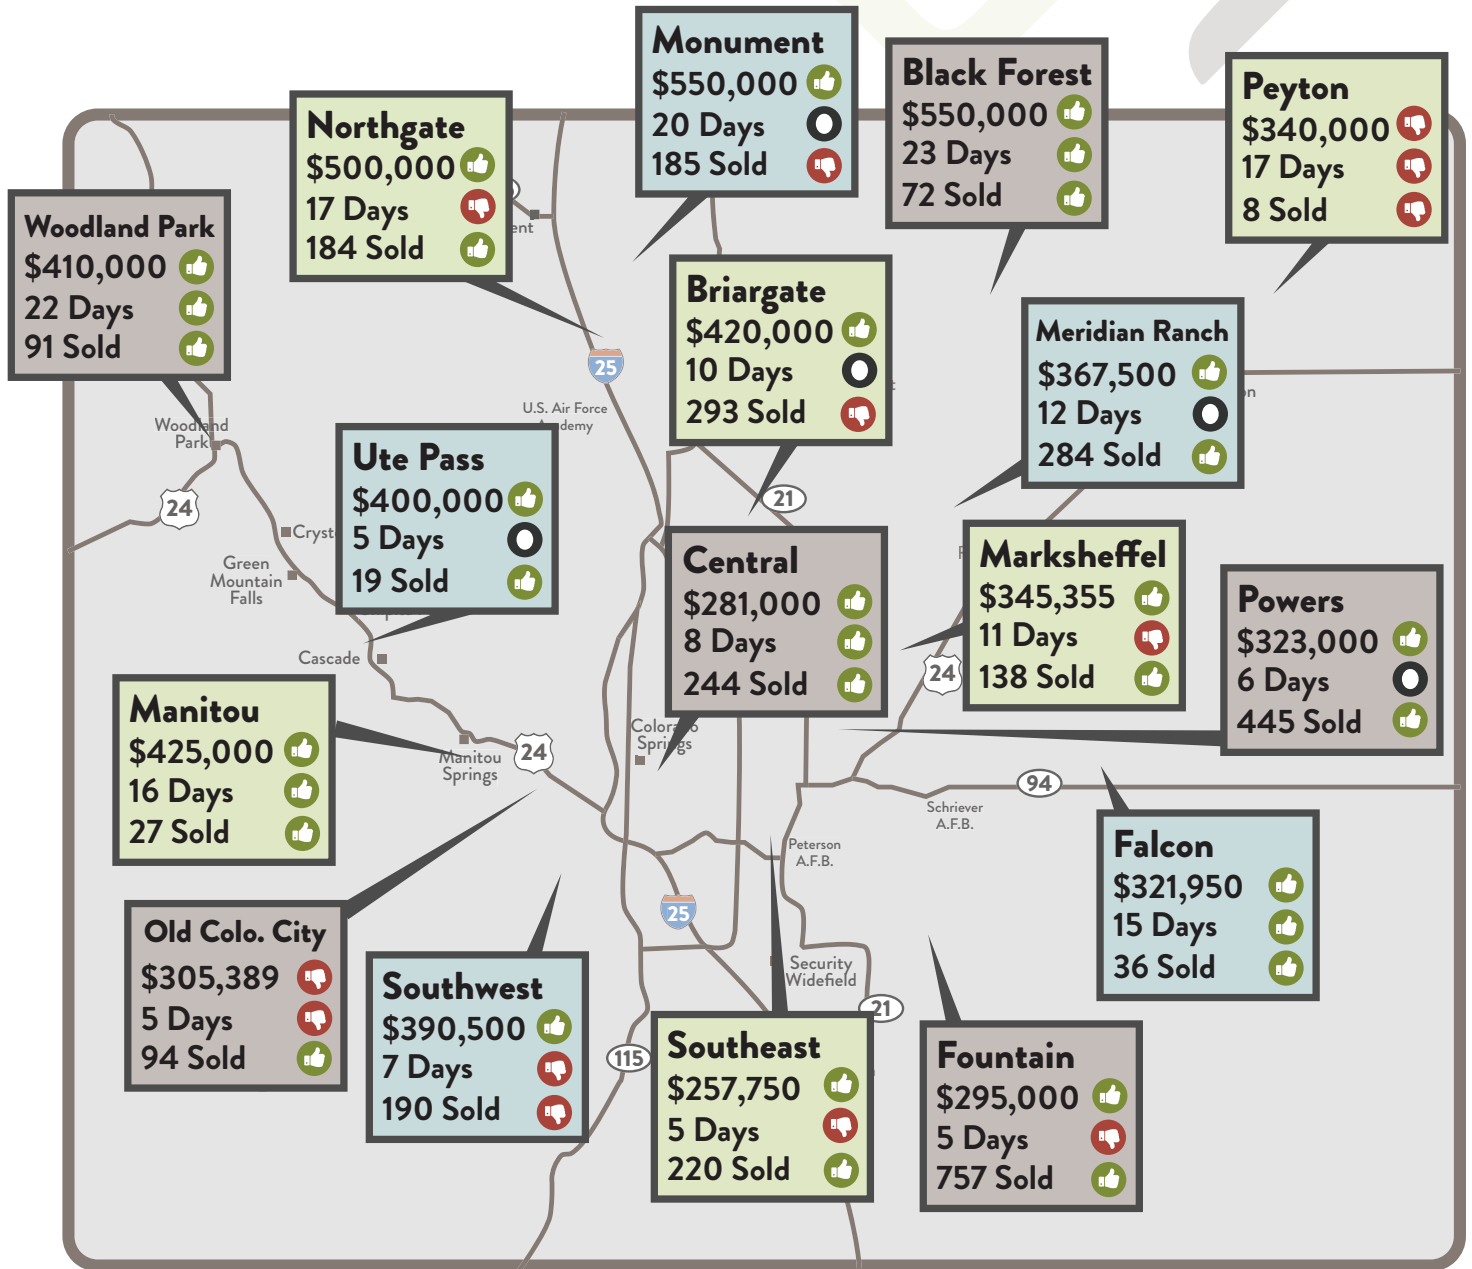 Monument
$550,000
20 Days
185 Sold
Black Forest
$550,000
23 Days
72 Sold
Peyton
$340,000
17 Days
8 Sold
Northgate
$500,000
17 Days
184 Sold
Woodland Park
$410,000
22 Days
91 Sold
Briargate
$420,000
10 Days
293 Sold
Meridian Ranch
$367,500
12 Days
284 Sold
25
U.S. Air Force
Woodland
Park
24
Ute Pass
$400,000
5 Days
19 Sold
21
Green
Mountain
Falls
Cascade
Central
$281,000
8 Days
244 Sold
Marksheffel
$345,355
11 Days
138 Sold
24
Powers
$323,000
6 Days
445 Sold
Manitou
$425,000
16 Days
27 Sold
Manitou
Springs
24
Colorado
Springs
94
Schriever
A.F.B.
Peterson
A.F.B.
Falcon
$321,950
15 Days
36 Sold
Old Colo. City
$305,389
5 Days
94 Sold
25
Southwest
$390,500
7 Days
190 Sold
Security
Widefield
21
115
Southeast
$257,750
5 Days
220 Sold
Fountain
$295,000
5 Days
757 Sold